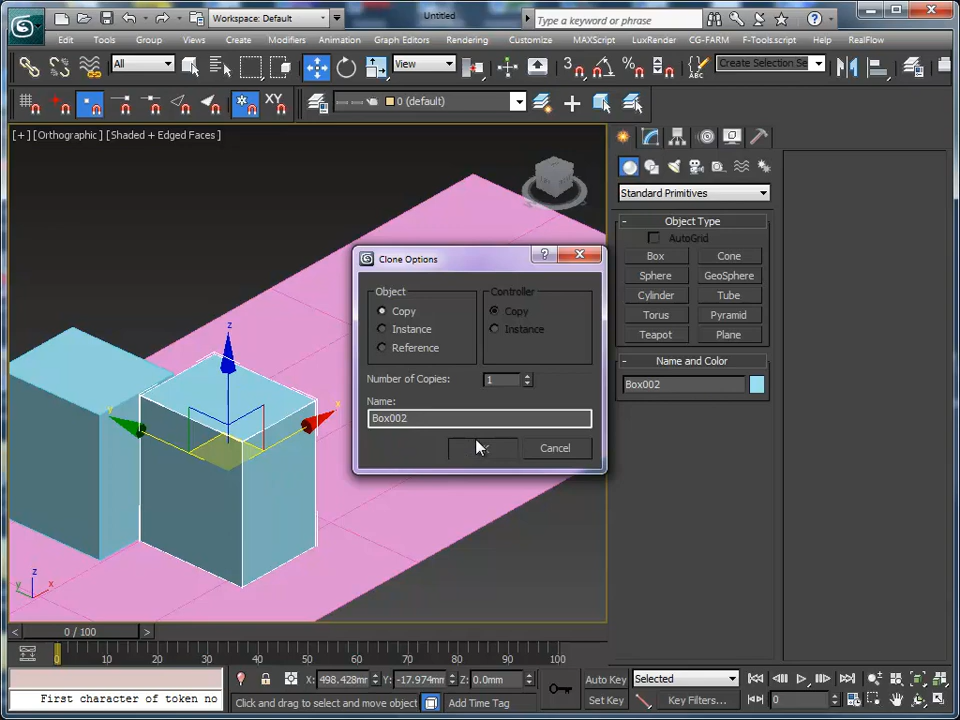 Workspace: Default
Untitled
Type a keyword or phrase
Edit Tools Group Views Create Modifiers Animation Graph Editors Rendering Customize MAXScript LuxRender CG-FARM F-Tools.script Help RealFlow
All
View
3
Create Selection Se
XY
0 (default)
[+] [Orthographic] [Shaded + Edged Faces]
Standard Primitives
- Object Type
AutoGrid
Box Cone
Sphere GeoSphere
Cylinder Tube
Torus Pyramid
Teapot Plane
- Name and Color
Box002
Clone Options
Object
Copy
Instance
Reference
Controller
Copy
Instance
Number of Copies: 1
Name:
Box002
Cancel
z
x
y
z
x
y
< 0 / 100 >
0 10 20 30 40 50 60 70 80 90 100
First character of token no
X: 498.428mm Y: -17.974mm Z: 0.0mm
Click and drag to select and move object
Add Time Tag
Auto Key Selected
Set Key Key Filters...
0